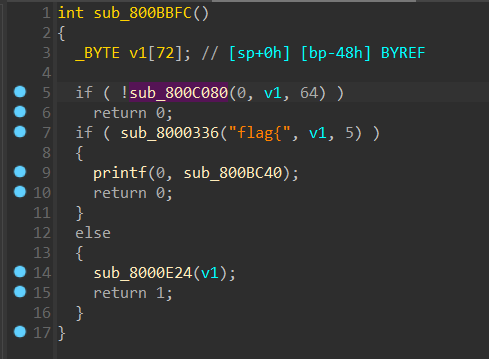 1 int sub_800BBFC()
2 {
3 _BYTE v1[72]; // [sp+0h] [bp-48h] BYREF
4
5 if ( !sub_800C080(0, v1, 64) )
6 return 0;
7 if ( sub_8000336("flag{", v1, 5) )
8 {
9 printf(0, sub_800BC40);
10 return 0;
11 }
12 else
13 {
14 sub_8000E24(v1);
15 return 1;
16 }
17 }